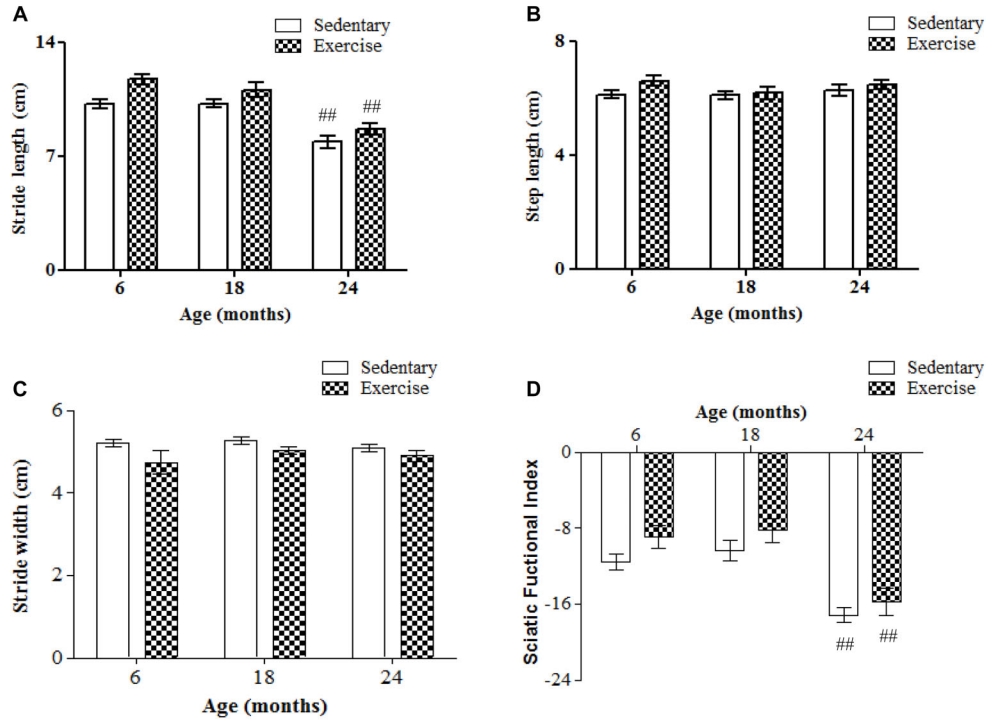 A
Sedentary
Exercise
14
7
0
Stride length (cm)
##
##
6 18 24
Age (months)
B
Sedentary
Exercise
8
4
0
Step length (cm)
6 18 24
Age (months)
C
Sedentary
Exercise
6
4
2
0
Stride width (cm)
6 18 24
Age (months)
D
Sedentary
Exercise
Age (months)
6 18 24
0
-8
-16
-24
Sciatic Fuctional Index
##
##